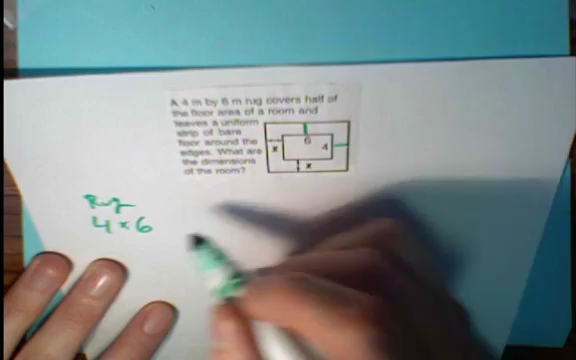 A 4 m by 6 m rug covers half of
the floor area of a room and
leaves a uniform
strip of bare
floor around the
edges. What are
the dimensions
of the room?
6
4
x
x
Rug
4 × 6